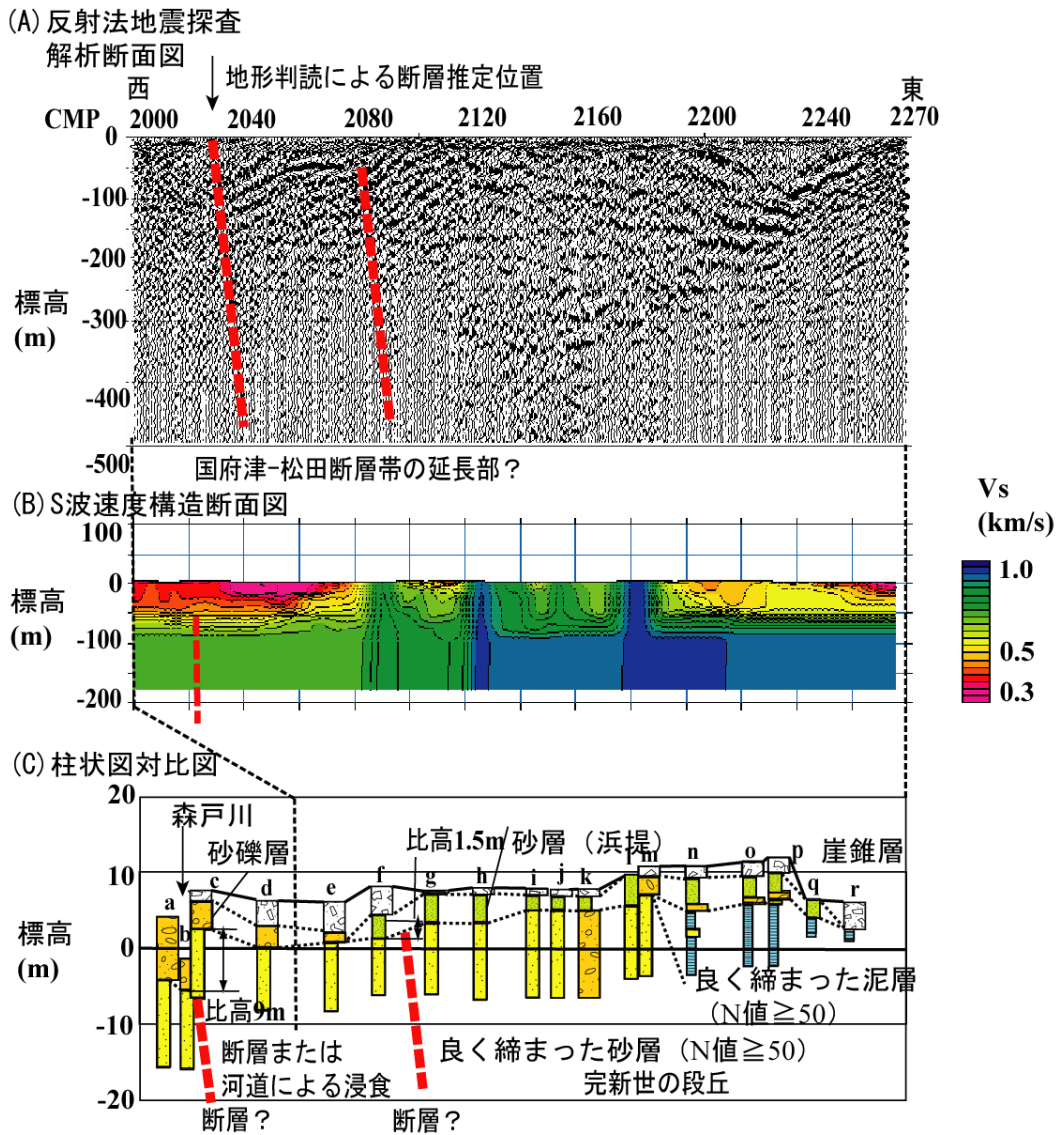 (A)反射法地震探査
解析断面図
地形判読による断層推定位置
西
東
CMP 2000 2040 2080 2120 2160 2200 2240 2270
0
-100
-200
-300
-400
-500
標高
(m)
国府津-松田断層帯の延長部？
(B)S波速度構造断面図
100
0
-100
-200
標高
(m)
Vs
(km/s)
1.0
0.5
0.3
(C)柱状図対比図
20
10
0
-10
-20
標高
(m)
森戸川
砂礫層
比高1.5m
砂層（浜堤）
崖錐層
a b c d e f g h i j k l m n o p q r
比高9m
良く締まった泥層
（N値≧50）
断層または
河道による浸食
良く締まった砂層（N値≧50）
完新世の段丘
断層？
断層？